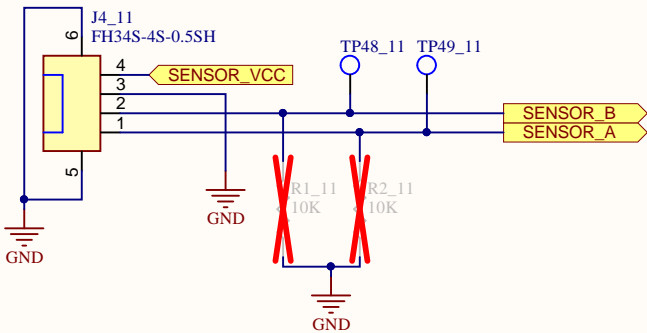 J4_11
FH34S-4S-0.5SH
6
4
3
2
1
5
SENSOR_VCC
TP48_11
TP49_11
SENSOR_B
SENSOR_A
R1_11
10K
R2_11
10K
GND
GND
GND